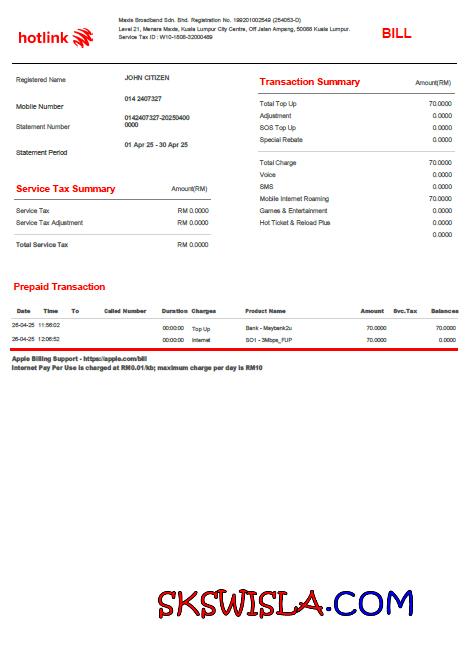 hotlink
Maxis Broadband Sdn. Bhd. Registration No. 199201002549 (254053-D)
Level 21, Menara Maxis, Kuala Lumpur City Centre, Off Jalan Ampang, 50088 Kuala Lumpur.
Service Tax ID : W10-1808-32000489
BILL
Registered Name JOHN CITIZEN
Mobile Number 014 2407327
Statement Number 0142407327-20250400
0000
Statement Period 01 Apr 25 - 30 Apr 25
Transaction Summary Amount(RM)
Total Top Up 70.0000
Adjustment 0.0000
SOS Top Up 0.0000
Special Rebate 0.0000
Total Charge 70.0000
Voice 0.0000
SMS 0.0000
Mobile Internet Roaming 70.0000
Games & Entertainment 0.0000
Hot Ticket & Reload Plus 0.0000
0.0000
Service Tax Summary Amount(RM)
Service Tax RM 0.0000
Service Tax Adjustment RM 0.0000
Total Service Tax RM 0.0000
Prepaid Transaction
Date Time To Called Number Duration Charges Product Name Amount Svc.Tax Balances
26-04-25 11:56:02 00:00:00 Top Up Bank - Maybank2u 70.0000 70.0000
26-04-25 12:06:52 00:00:00 Internet SO1 - 3Mbps_FUP 70.0000 0.0000
Apple Billing Support - https://apple.com/bill
Internet Pay Per Use is charged at RM0.01/kb; maximum charge per day is RM10
SKSWISLA.COM